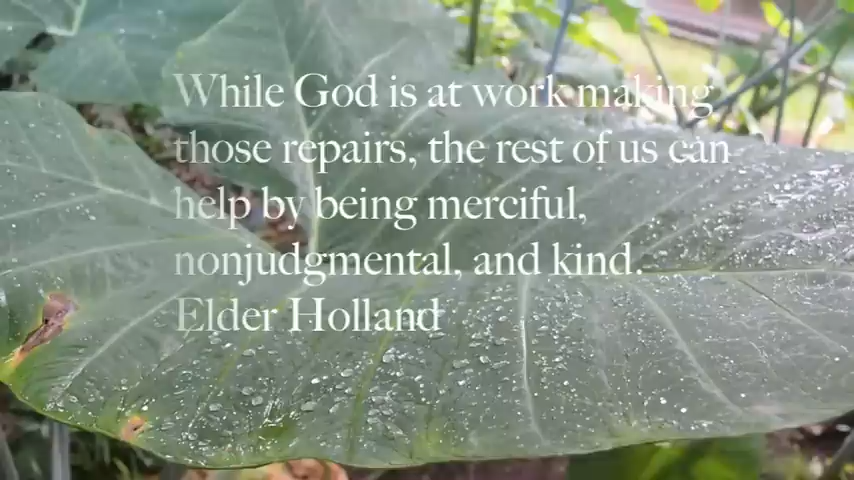 While God is at work making
those repairs, the rest of us can
help by being merciful,
nonjudgmental, and kind.
Elder Holland